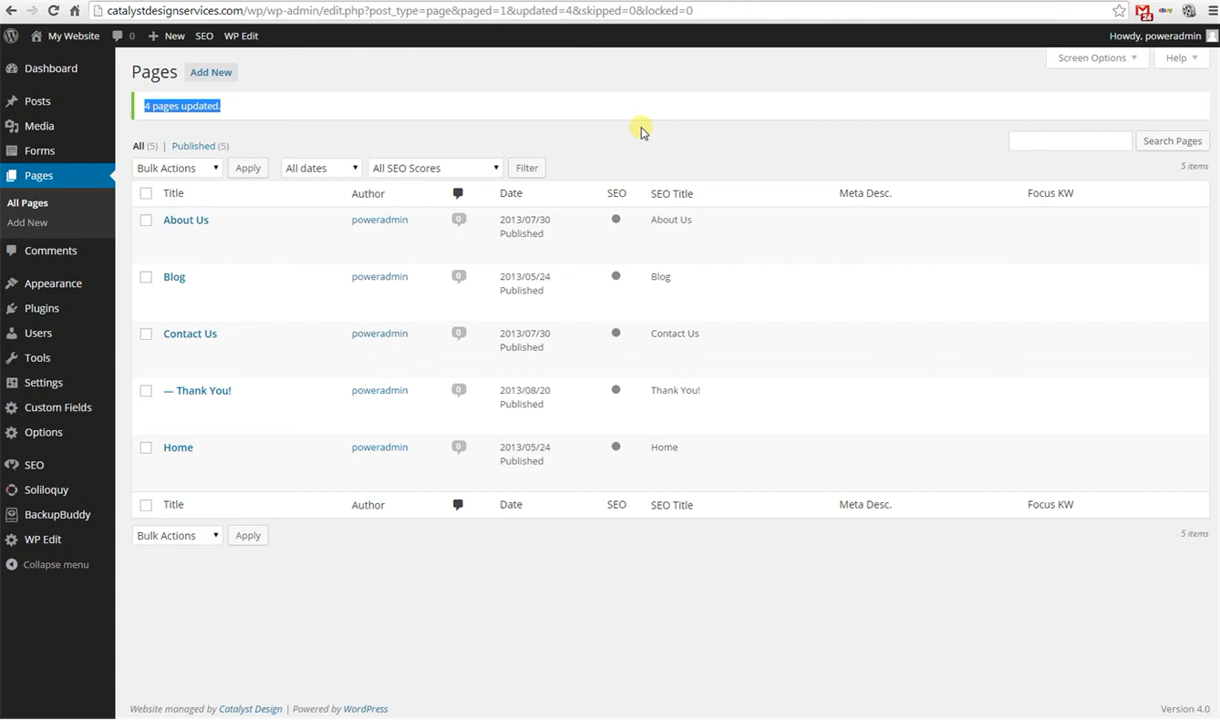 catalystdesignservices.com/wp/wp-admin/edit.php?post_type=page&paged=1&updated=4&skipped=0&locked=0
24
My Website 0 New SEO WP Edit Howdy, poweradmin
Dashboard
Posts
Media
Forms
Pages
All Pages
Add New
Comments
Appearance
Plugins
Users
Tools
Settings
Custom Fields
Options
SEO
Soliloquy
BackupBuddy
WP Edit
Collapse menu
Screen Options Help
Pages Add New
4 pages updated.
All (5) | Published (5)
Search Pages
Bulk Actions Apply All dates All SEO Scores Filter
5 items
Title Author Date SEO SEO Title Meta Desc. Focus KW
About Us poweradmin 0 2013/07/30 About Us
Published
Blog poweradmin 0 2013/05/24 Blog
Published
Contact Us poweradmin 0 2013/07/30 Contact Us
Published
— Thank You! poweradmin 0 2013/08/20 Thank You!
Published
Home poweradmin 0 2013/05/24 Home
Published
Title Author Date SEO SEO Title Meta Desc. Focus KW
Bulk Actions Apply
5 items
Website managed by Catalyst Design | Powered by WordPress
Version 4.0